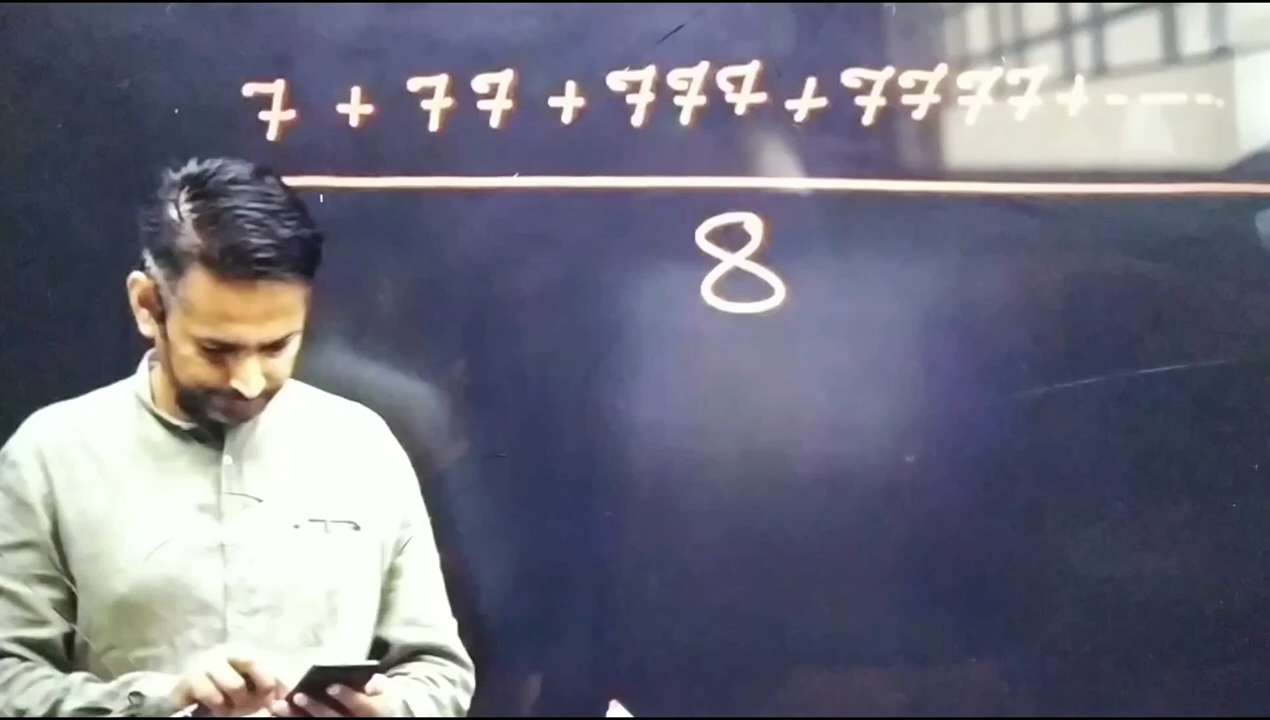 7 + 77 + 777 + 7777 + -----
8